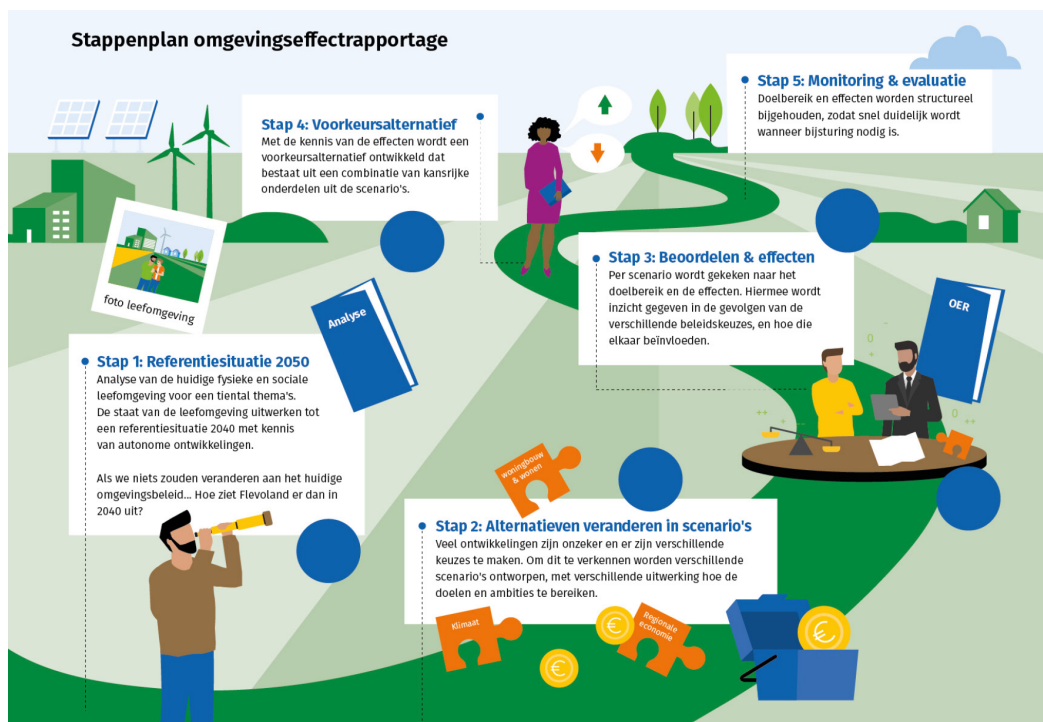 Stappenplan omgevingseffectrapportage
Stap 5: Monitoring & evaluatie
Doelbereik en effecten worden structureel
bijgehouden, zodat snel duidelijk wordt
wanneer bijsturing nodig is.
Stap 4: Voorkeursalternatief
Met de kennis van de effecten wordt een
voorkeursalternatief ontwikkeld dat
bestaat uit een combinatie van kansrijke
onderdelen uit de scenario's.
Stap 3: Beoordelen & effecten
Per scenario wordt gekeken naar het
doelbereik en de effecten. Hiermee wordt
inzicht gegeven in de gevolgen van de
verschillende beleidskeuzes, en hoe die
elkaar beïnvloeden.
OER
foto leefomgeving
Analyse
Stap 1: Referentiesituatie 2050
Analyse van de huidige fysieke en sociale
leefomgeving voor een tiental thema's.
De staat van de leefomgeving uitwerken tot
een referentiesituatie 2040 met kennis
van autonome ontwikkelingen.
Als we niets zouden veranderen aan het huidige
omgevingsbeleid... Hoe ziet Flevoland er dan in
2040 uit?
0
-
+
++
0
++
woningbouw
& wonen
Stap 2: Alternatieven veranderen in scenario's
Veel ontwikkelingen zijn onzeker en er zijn verschillende
keuzes te maken. Om dit te verkennen worden verschillende
scenario's ontworpen, met verschillende uitwerking hoe de
doelen en ambities te bereiken.
Klimaat
Regionale
economie
€
€
€